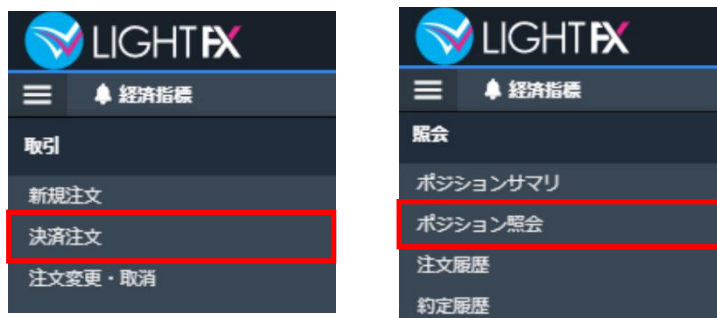 LIGHT FX
経済指標
取引
新規注文
決済注文
注文変更・取消
LIGHT FX
経済指標
照会
ポジションサマリ
ポジション照会
注文履歴
約定履歴